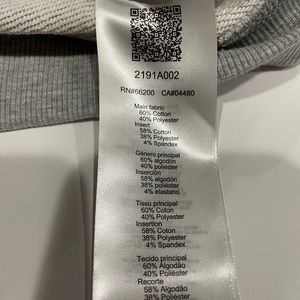 2191A002
RN#66200 CA#04480
Main fabric
60% Cotton
40% Polyester
Insert
58% Cotton
38% Polyester
4% Spandex
Género principal
60% algodón
40% poliéster
Inserción
58% algodón
38% poliéster
4% elastano
Tissu principal
60% Coton
40% Polyester
Insertion
58% Coton
38% Polyester
4% Spandex
Tecido principal
60% Algodão
40% Poliéster
Recorte
58% Algodão
38% Poliéster